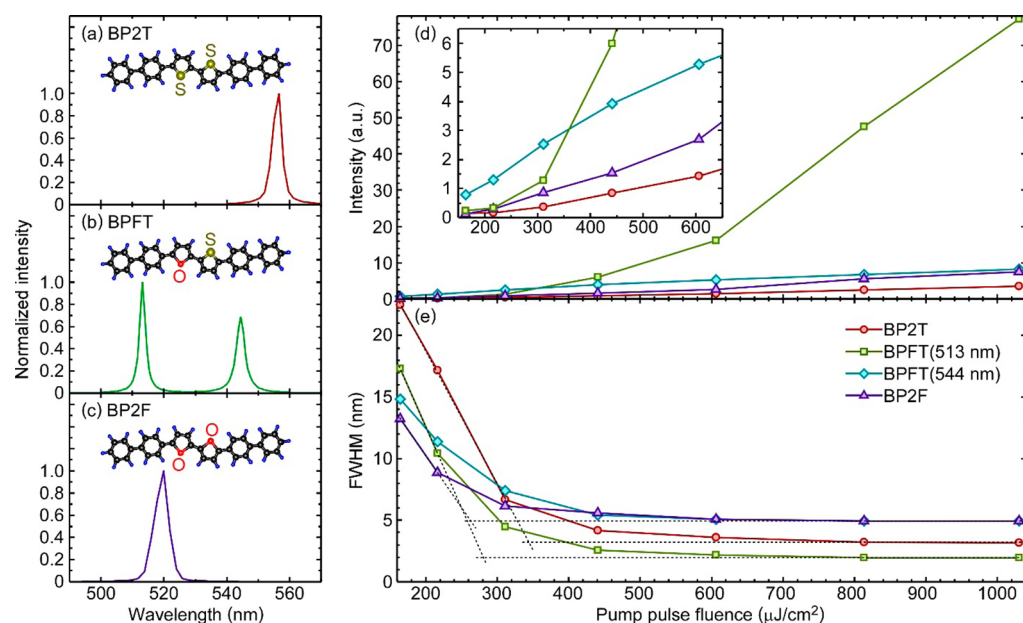 (a) BP2T
S
S
1.0
0.8
0.6
0.4
0.2
0
(b) BPFT
S
O
1.0
0.8
0.6
0.4
0.2
0
(c) BP2F
O
O
1.0
0.8
0.6
0.4
0.2
0
Normalized intensity
500 520 540 560
Wavelength (nm)
(d)
70
60
50
40
30
20
10
0
Intensity (a.u.)
6
5
4
3
2
1
0
200 300 400 500 600
(e)
20
15
10
5
0
FWHM (nm)
BP2T
BPFT(513 nm)
BPFT(544 nm)
BP2F
200 300 400 500 600 700 800 900 1000
Pump pulse fluence (μJ/cm²)